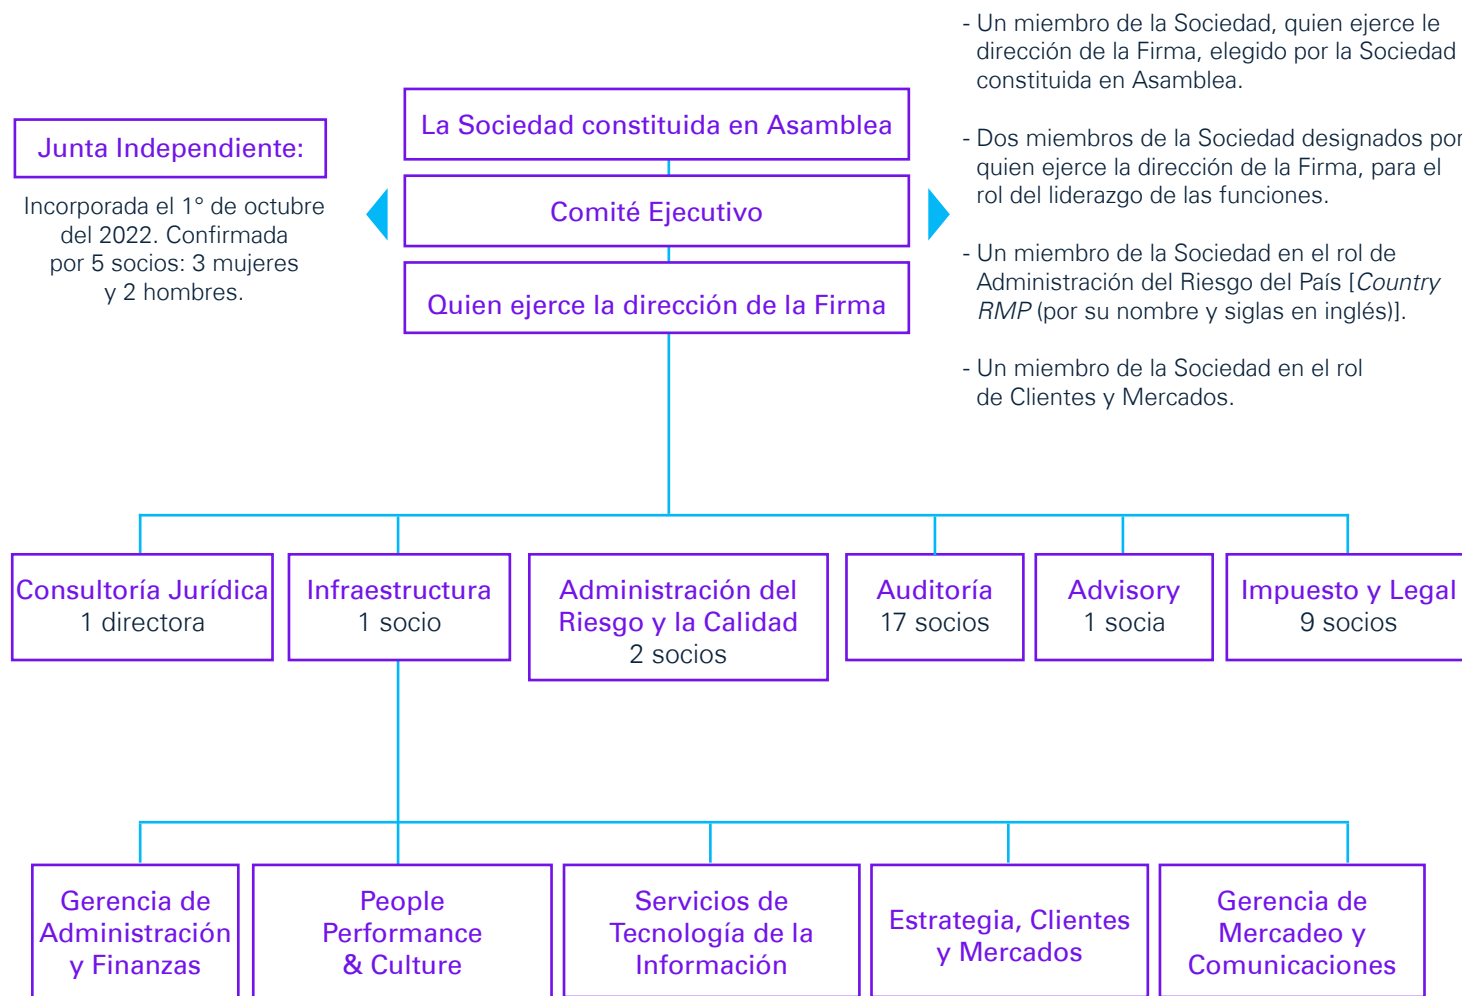 Junta Independiente:
Incorporada el 1° de octubre
del 2022. Confirmada
por 5 socios: 3 mujeres
y 2 hombres.
La Sociedad constituida en Asamblea
Comité Ejecutivo
Quien ejerce la dirección de la Firma
- Un miembro de la Sociedad, quien ejerce le
dirección de la Firma, elegido por la Sociedad
constituida en Asamblea.
- Dos miembros de la Sociedad designados por
quien ejerce la dirección de la Firma, para el
rol del liderazgo de las funciones.
- Un miembro de la Sociedad en el rol de
Administración del Riesgo del País [Country
RMP (por su nombre y siglas en inglés)].
- Un miembro de la Sociedad en el rol
de Clientes y Mercados.
Consultoría Jurídica
1 directora
Infraestructura
1 socio
Administración del
Riesgo y la Calidad
2 socios
Auditoría
17 socios
Advisory
1 socia
Impuesto y Legal
9 socios
Gerencia de
Administración
y Finanzas
People
Performance
& Culture
Servicios de
Tecnología de la
Información
Estrategia, Clientes
y Mercados
Gerencia de
Mercadeo y
Comunicaciones